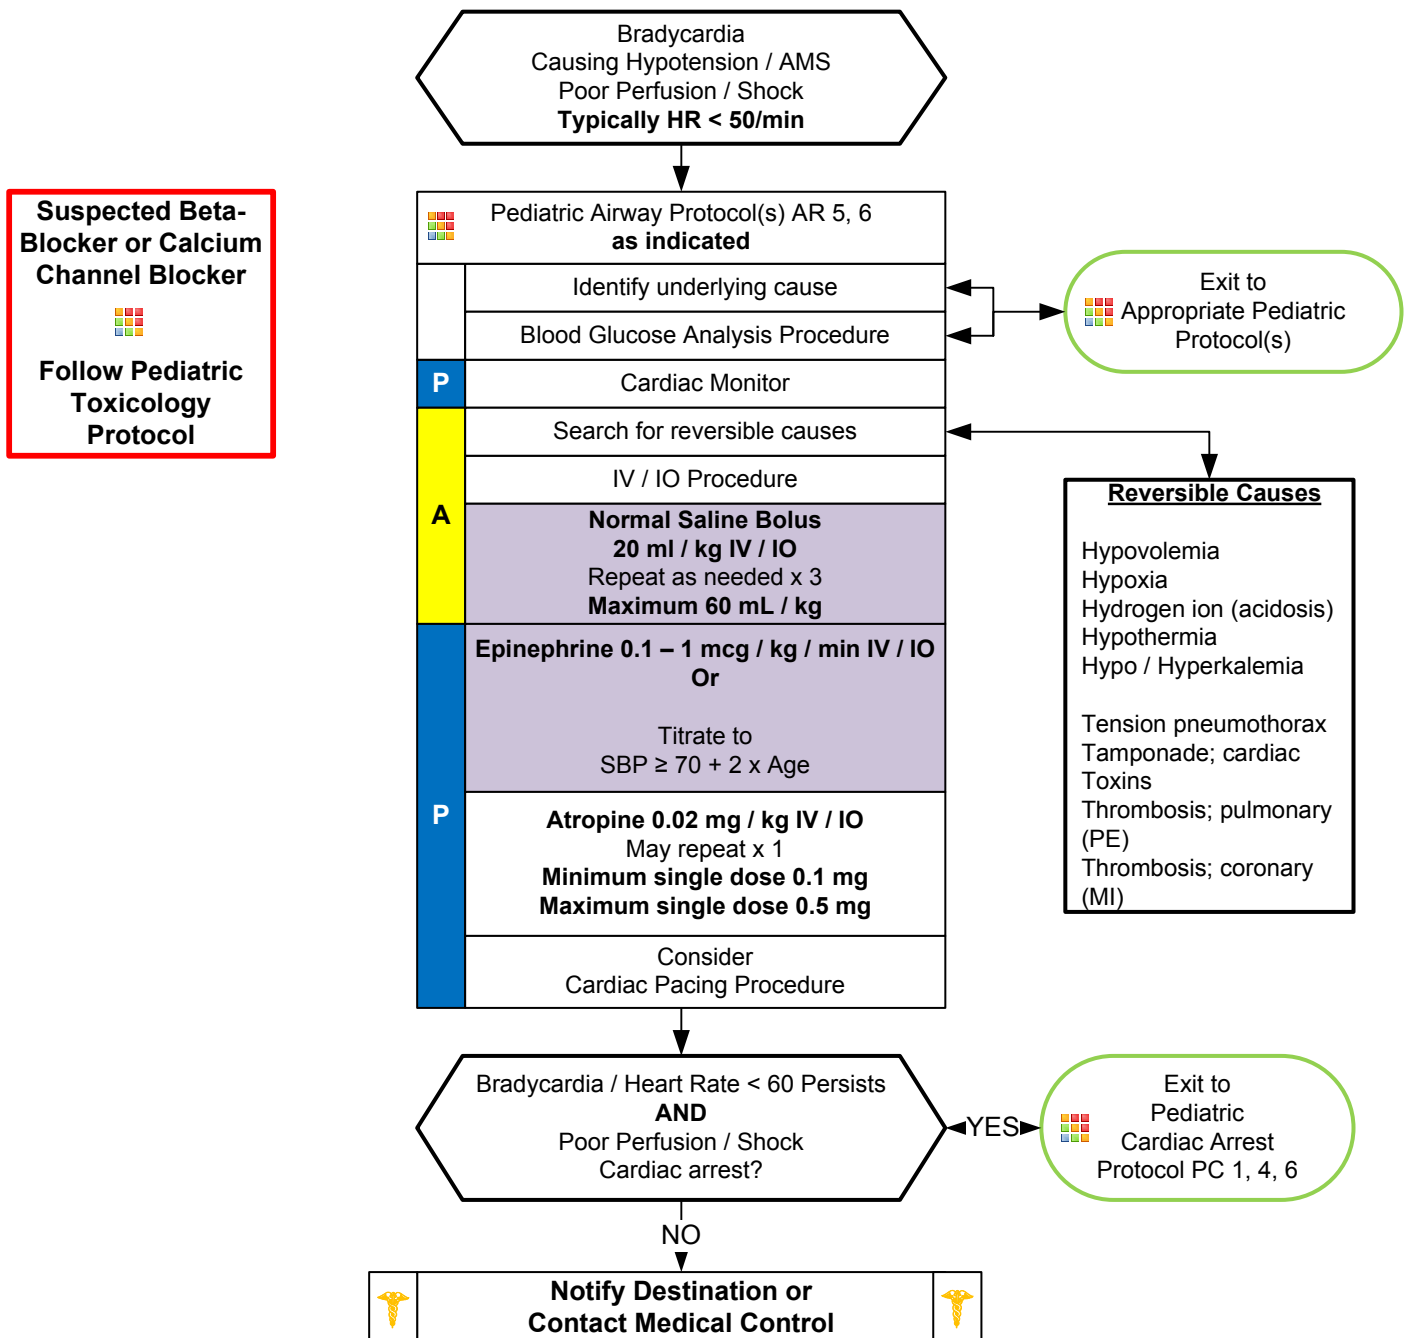 Bradycardia
Causing Hypotension / AMS
Poor Perfusion / Shock
Typically HR < 50/min
Suspected Beta-
Blocker or Calcium
Channel Blocker
Follow Pediatric
Toxicology
Protocol
Pediatric Airway Protocol(s) AR 5, 6
as indicated
Identify underlying cause
Blood Glucose Analysis Procedure
Exit to
Appropriate Pediatric
Protocol(s)
P
Cardiac Monitor
A
Search for reversible causes
IV / IO Procedure
Normal Saline Bolus
20 ml / kg IV / IO
Repeat as needed x 3
Maximum 60 mL / kg
Reversible Causes
Hypovolemia
Hypoxia
Hydrogen ion (acidosis)
Hypothermia
Hypo / Hyperkalemia
Tension pneumothorax
Tamponade; cardiac
Toxins
Thrombosis; pulmonary
(PE)
Thrombosis; coronary
(MI)
P
Epinephrine 0.1 – 1 mcg / kg / min IV / IO
Or
Titrate to
SBP ≥ 70 + 2 x Age
Atropine 0.02 mg / kg IV / IO
May repeat x 1
Minimum single dose 0.1 mg
Maximum single dose 0.5 mg
Consider
Cardiac Pacing Procedure
Bradycardia / Heart Rate < 60 Persists
AND
Poor Perfusion / Shock
Cardiac arrest?
YES
Exit to
Pediatric
Cardiac Arrest
Protocol PC 1, 4, 6
NO
Notify Destination or
Contact Medical Control